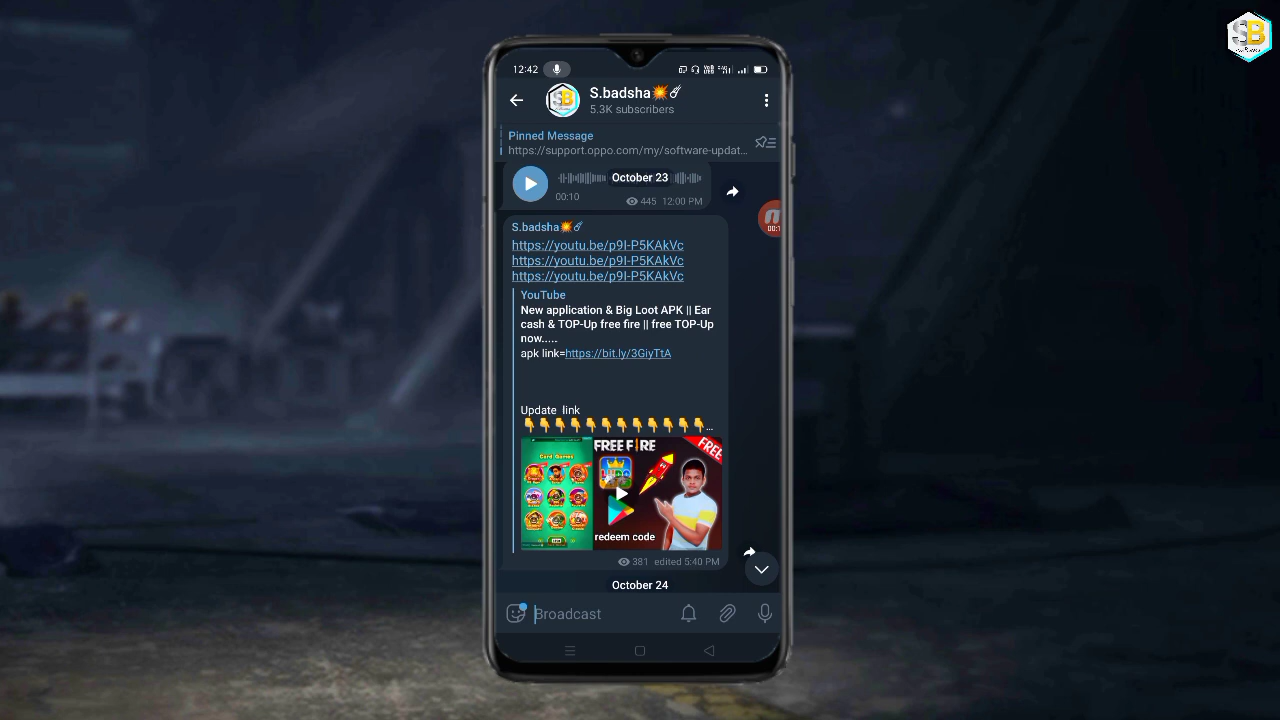 SB
12:42
S.badsha💥☄
5.3K subscribers
Pinned Message
https://support.oppo.com/my/software-updat...
October 23
00:10
445 12:00 PM
00:1
S.badsha💥☄
https://youtu.be/p9I-P5KAkVc
https://youtu.be/p9I-P5KAkVc
https://youtu.be/p9I-P5KAkVc
YouTube
New application & Big Loot APK || Ear
cash & TOP-Up free fire || free TOP-Up
now.....
apk link=https://bit.ly/3GiyTtA
Update link
👇👇👇👇👇👇👇👇👇👇👇👇...
Card Games
FREE FIRE
FREE
redeem code
381 edited 5:40 PM
October 24
Broadcast